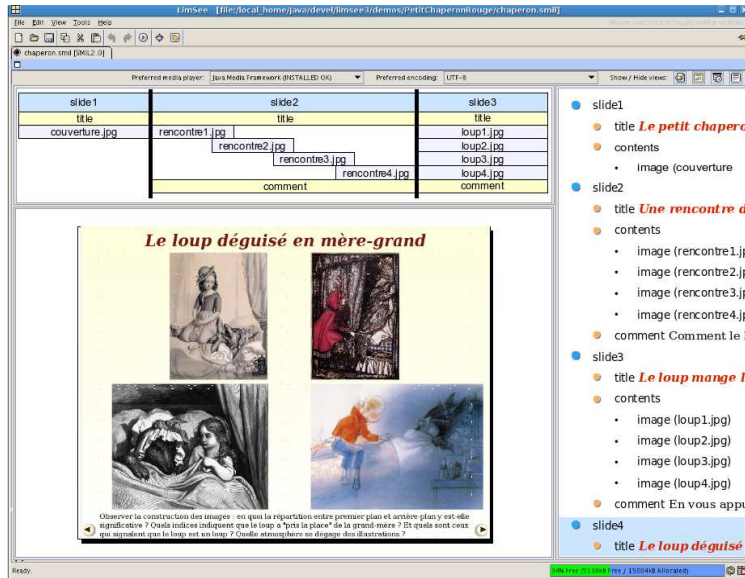 LimSee [file:/local_home/java/devel/limsee3/demos/PetitChaperonRouge/chaperon.smil]
File Edit View Tools Help
chaperon.smil [SMIL2.0]
Preferred media player: Java Media Framework (INSTALLED OK) Preferred encoding: UTF-8 Show / Hide views:
slide1 slide2 slide3
title title title
couverture.jpg rencontre1.jpg loup1.jpg
rencontre2.jpg loup2.jpg
rencontre3.jpg loup3.jpg
rencontre4.jpg loup4.jpg
comment comment
Le loup déguisé en mère-grand
Observer la construction des images : en quoi la répartition entre premier plan et arrière-plan y est-elle
significative ? Quels indices indiquent que le loup a "pris la place" de la grand-mère ? Et quels sont ceux
qui signalent que le loup est un loup ? Quelle atmosphère se dégage des illustrations ?
slide1
title Le petit chapero
contents
image (couverture
slide2
title Une rencontre d
contents
image (rencontre1.jp
image (rencontre2.jp
image (rencontre3.jp
image (rencontre4.jp
comment Comment le
slide3
title Le loup mange l
contents
image (loup1.jpg)
image (loup2.jpg)
image (loup3.jpg)
image (loup4.jpg)
comment En vous appu
slide4
title Le loup déguisé
Ready.
94% Free (9136kB Free / 15004kB Allocated)